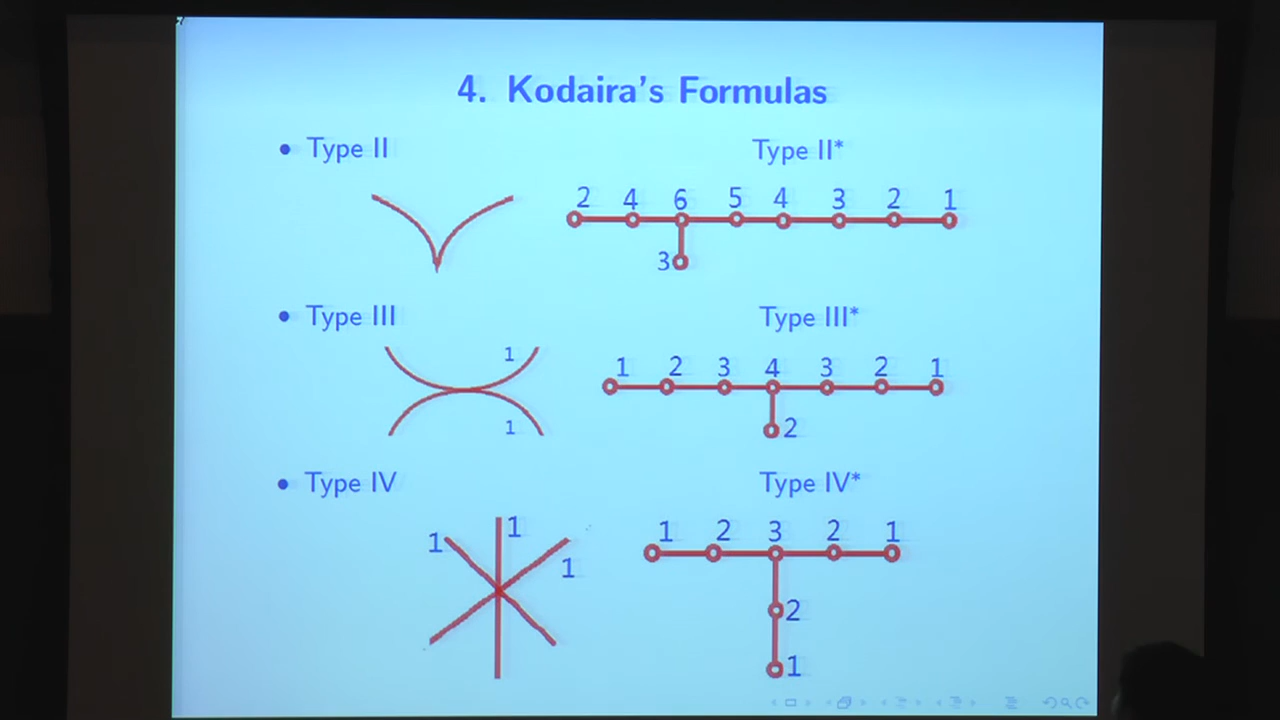 4. Kodaira's Formulas
• Type II
Type II*
2 4 6 5 4 3 2 1
3
• Type III
Type III*
1
1
1 2 3 4 3 2 1
2
• Type IV
Type IV*
1 1
1
1 2 3 2 1
2
1